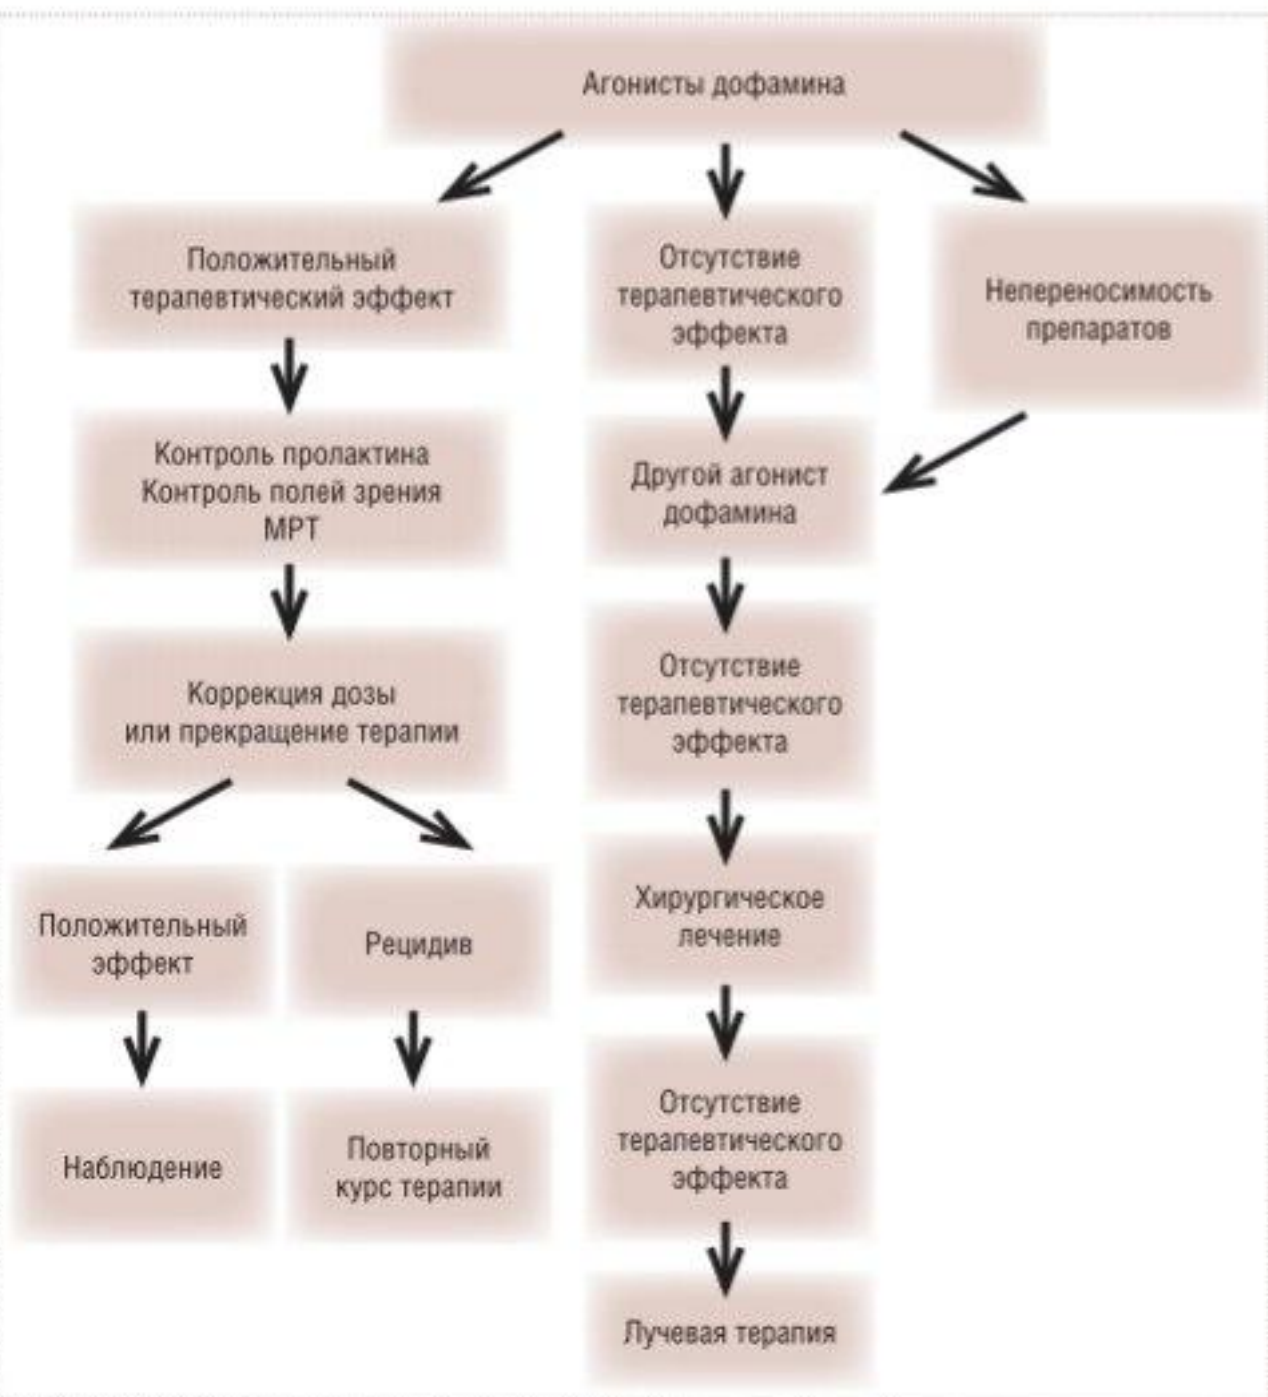 Агонисты дофамина
Положительный
терапевтический эффект
Отсутствие
терапевтического
эффекта
Непереносимость
препаратов
Контроль пролактина
Контроль полей зрения
МРТ
Другой агонист
дофамина
Коррекция дозы
или прекращение терапии
Отсутствие
терапевтического
эффекта
Положительный
эффект
Рецидив
Хирургическое
лечение
Наблюдение
Повторный
курс терапии
Отсутствие
терапевтического
эффекта
Лучевая терапия